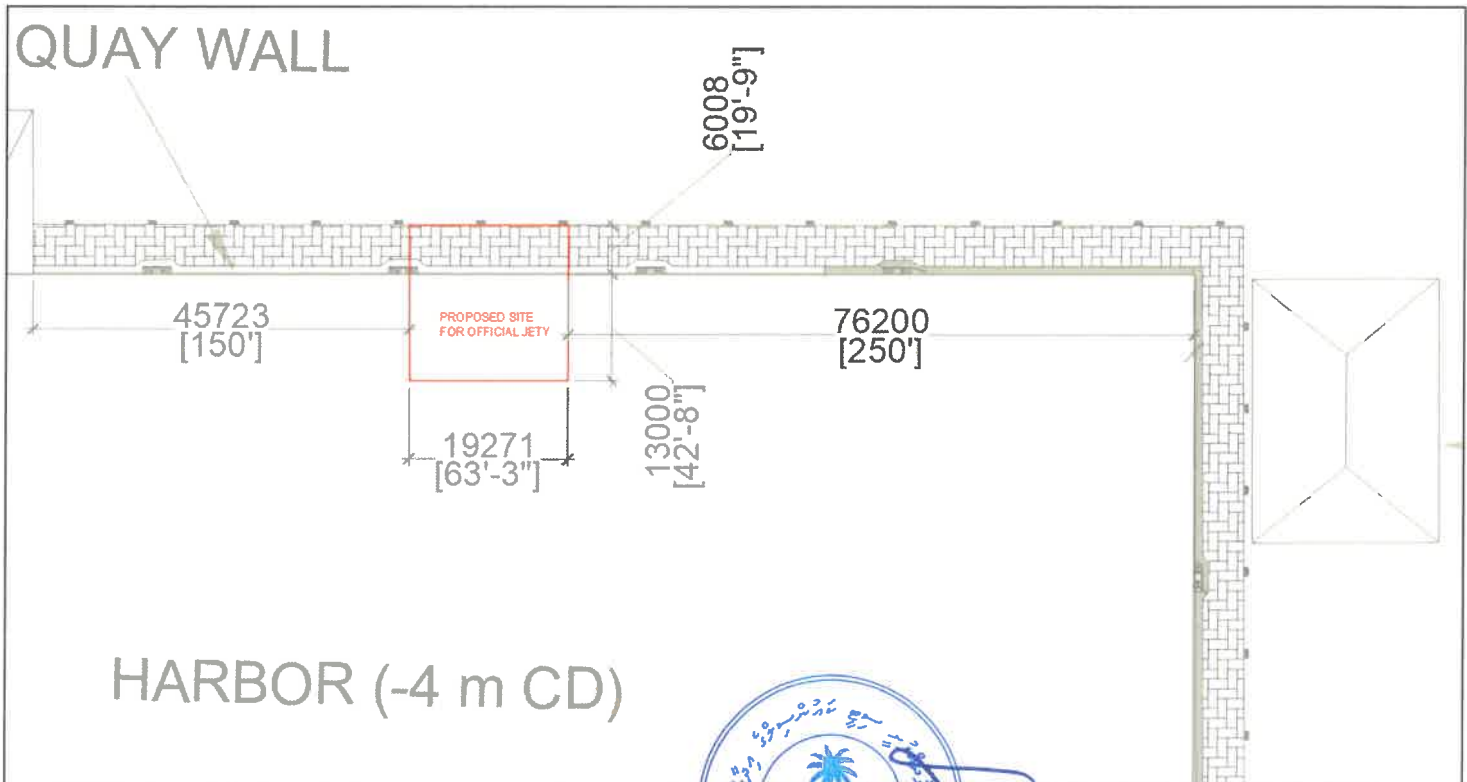 QUAY WALL
6008
[19'-9"]
45723
[150']
PROPOSED SITE
FOR OFFICIAL JETY
76200
[250']
19271
[63'-3"]
13000
[42'-8"]
HARBOR (-4 m CD)